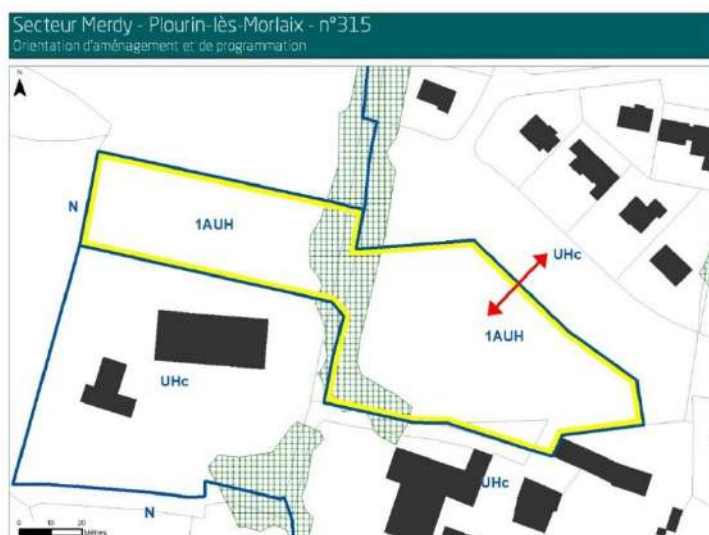 Secteur Merdy - Plourin-lès-Morlaix - n°315
Orientation d'aménagement et de programmation
N
N
1AUH
UHc
1AUH
UHc
UHc
N
0 10 20
Mètres